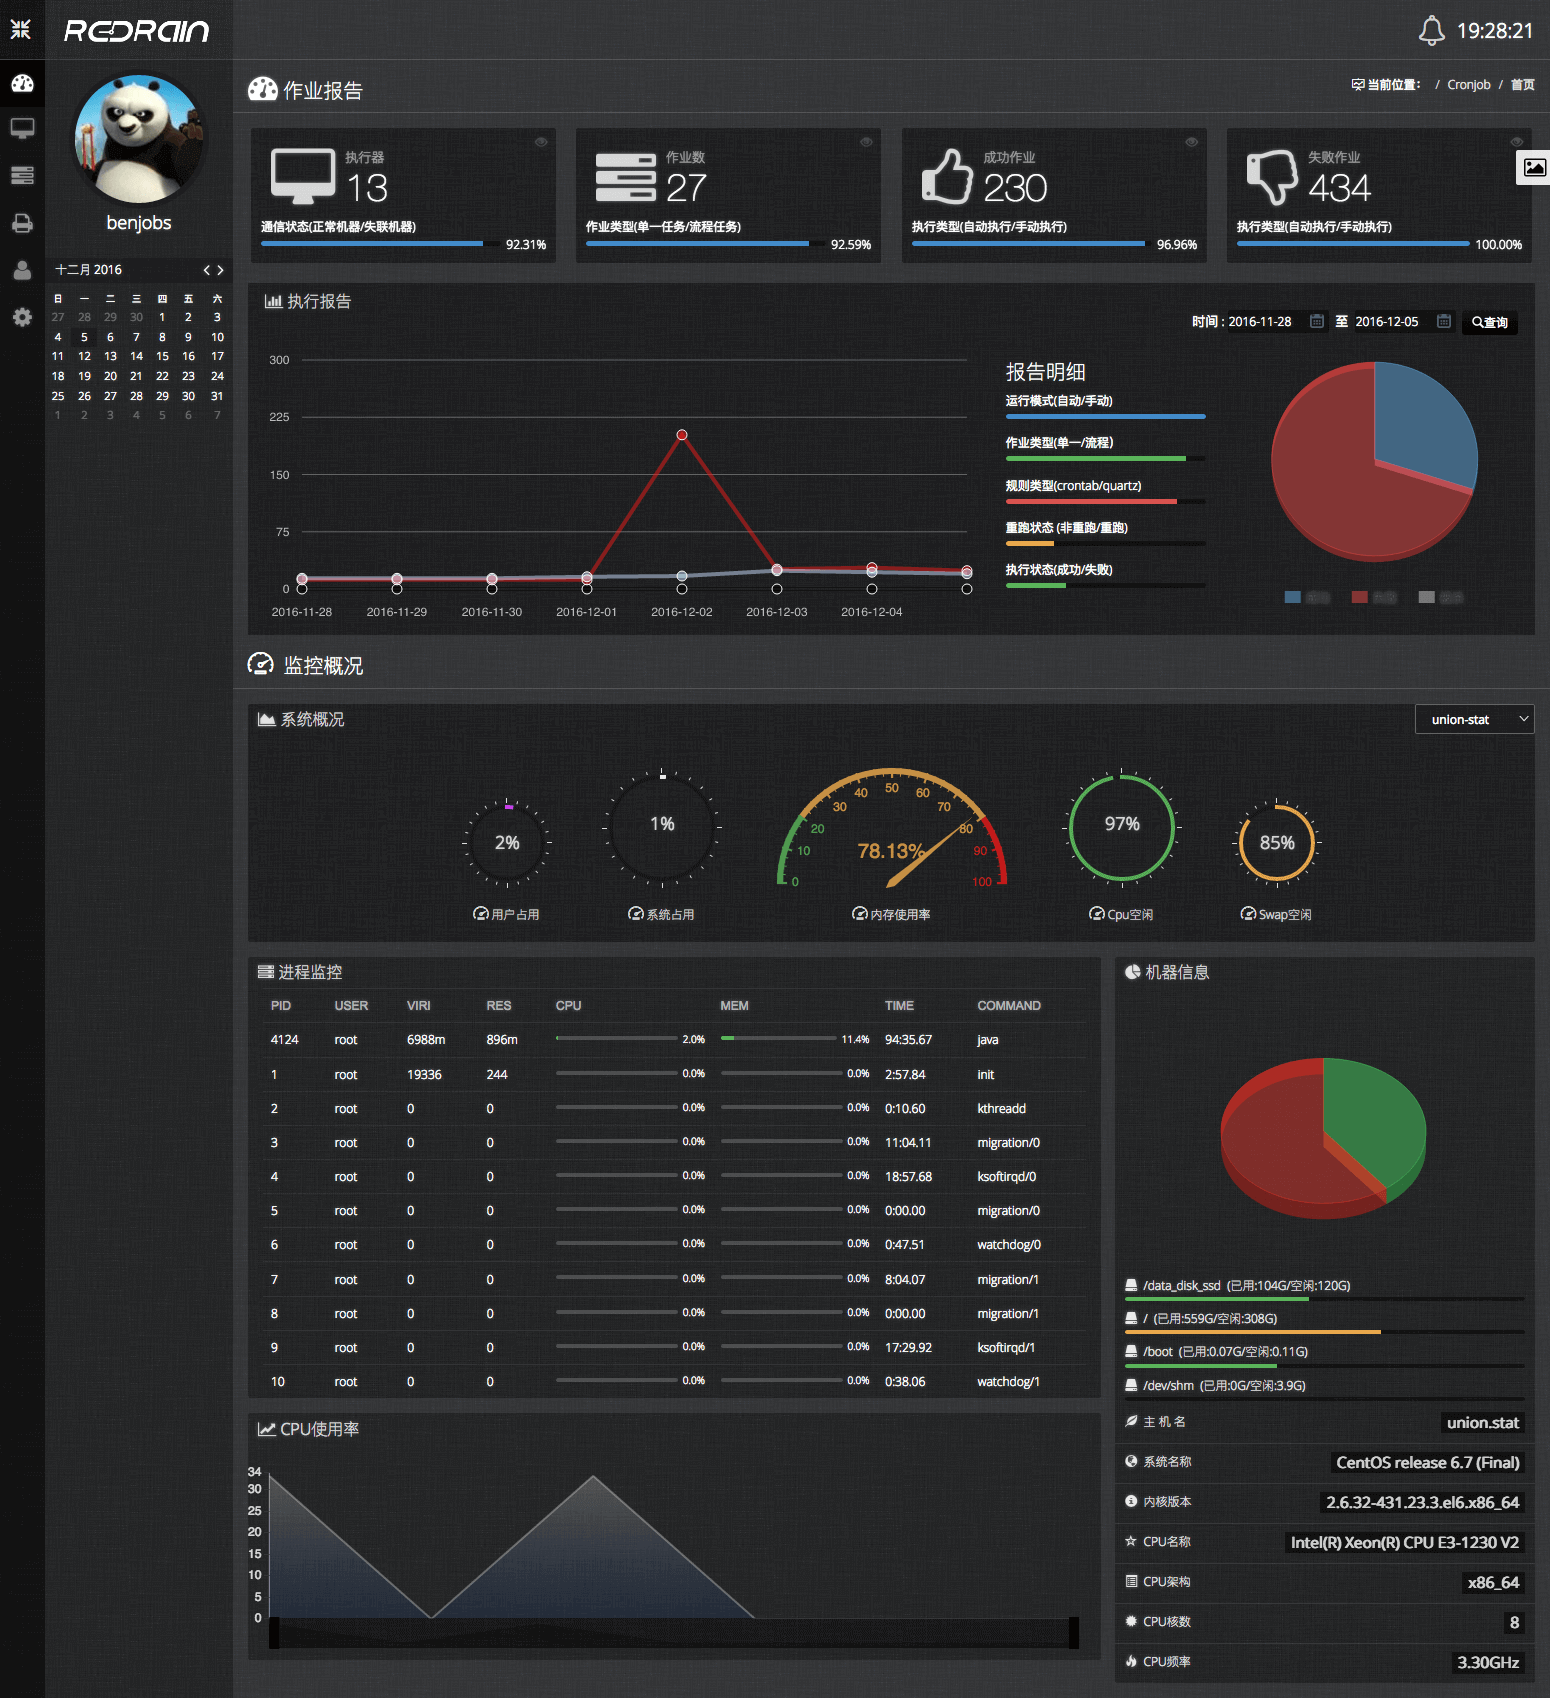 REDRAIN
19:28:21
benjobs
十二月 2016
日 一 二 三 四 五 六
27 28 29 30 1 2 3
4 5 6 7 8 9 10
11 12 13 14 15 16 17
18 19 20 21 22 23 24
25 26 27 28 29 30 31
1 2 3 4 5 6 7
作业报告
当前位置: / Cronjob / 首页
执行器
13
通信状态(正常机器/失联机器)
92.31%
作业数
27
作业类型(单一任务/流程任务)
92.59%
成功作业
230
执行类型(自动执行/手动执行)
96.96%
失败作业
434
执行类型(自动执行/手动执行)
100.00%
执行报告
时间 : 2016-11-28 至 2016-12-05 查询
300
225
150
75
0
2016-11-28 2016-11-29 2016-11-30 2016-12-01 2016-12-02 2016-12-03 2016-12-04
报告明细
运行模式(自动/手动)
作业类型(单一/流程)
规则类型(crontab/quartz)
重跑状态 (非重跑/重跑)
执行状态(成功/失败)
监控概况
系统概况
union-stat
2%
用户占用
1%
系统占用
0 10 20 30 40 50 60 70 80 90 100
78.13%
内存使用率
97%
Cpu空闲
85%
Swap空闲
进程监控
PID USER VIRI RES CPU MEM TIME COMMAND
4124 root 6988m 896m 2.0% 11.4% 94:35.67 java
1 root 19336 244 0.0% 0.0% 2:57.84 init
2 root 0 0 0.0% 0.0% 0:10.60 kthreadd
3 root 0 0 0.0% 0.0% 11:04.11 migration/0
4 root 0 0 0.0% 0.0% 18:57.68 ksoftirqd/0
5 root 0 0 0.0% 0.0% 0:00.00 migration/0
6 root 0 0 0.0% 0.0% 0:47.51 watchdog/0
7 root 0 0 0.0% 0.0% 8:04.07 migration/1
8 root 0 0 0.0% 0.0% 0:00.00 migration/1
9 root 0 0 0.0% 0.0% 17:29.92 ksoftirqd/1
10 root 0 0 0.0% 0.0% 0:38.06 watchdog/1
CPU使用率
34
30
25
20
15
10
5
0
机器信息
/data_disk_ssd (已用:104G/空闲:120G)
/ (已用:559G/空闲:308G)
/boot (已用:0.07G/空闲:0.11G)
/dev/shm (已用:0G/空闲:3.9G)
主 机 名 union.stat
系统名称 CentOS release 6.7 (Final)
内核版本 2.6.32-431.23.3.el6.x86_64
CPU名称 Intel(R) Xeon(R) CPU E3-1230 V2
CPU架构 x86_64
CPU核数 8
CPU频率 3.30GHz